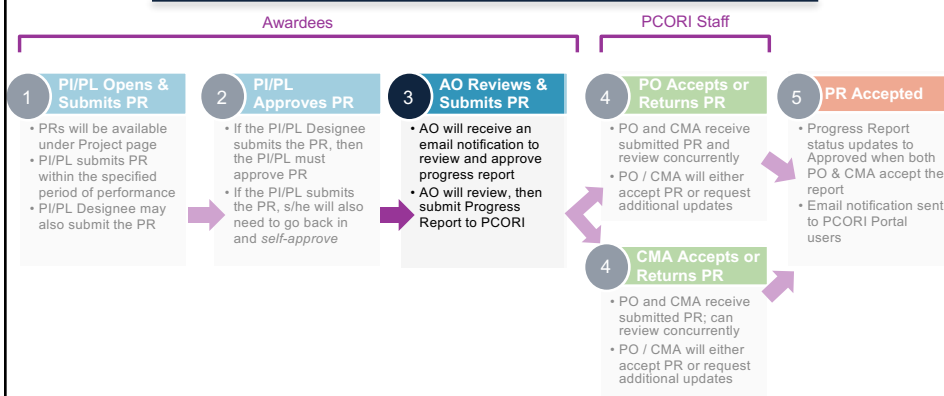 Awardees
PCORI Staff
1
PI/PL Opens &
Submits PR
• PRs will be available
under Project page
• PI/PL submits PR
within the specified
period of performance
• PI/PL Designee may
also submit the PR
2
PI/PL
Approves PR
• If the PI/PL Designee
submits the PR, then
the PI/PL must
approve PR
• If the PI/PL submits
the PR, s/he will also
need to go back in
and self-approve
3
AO Reviews &
Submits PR
• AO will receive an
email notification to
review and approve
progress report
• AO will review, then
submit Progress
Report to PCORI
4
PO Accepts or
Returns PR
• PO and CMA receive
submitted PR and
review concurrently
• PO / CMA will either
accept PR or request
additional updates
4
CMA Accepts or
Returns PR
• PO and CMA receive
submitted PR; can
review concurrently
• PO / CMA will either
accept PR or request
additional updates
5
PR Accepted
• Progress Report
status updates to
Approved when both
PO & CMA accept the
report
• Email notification sent
to PCORI Portal
users